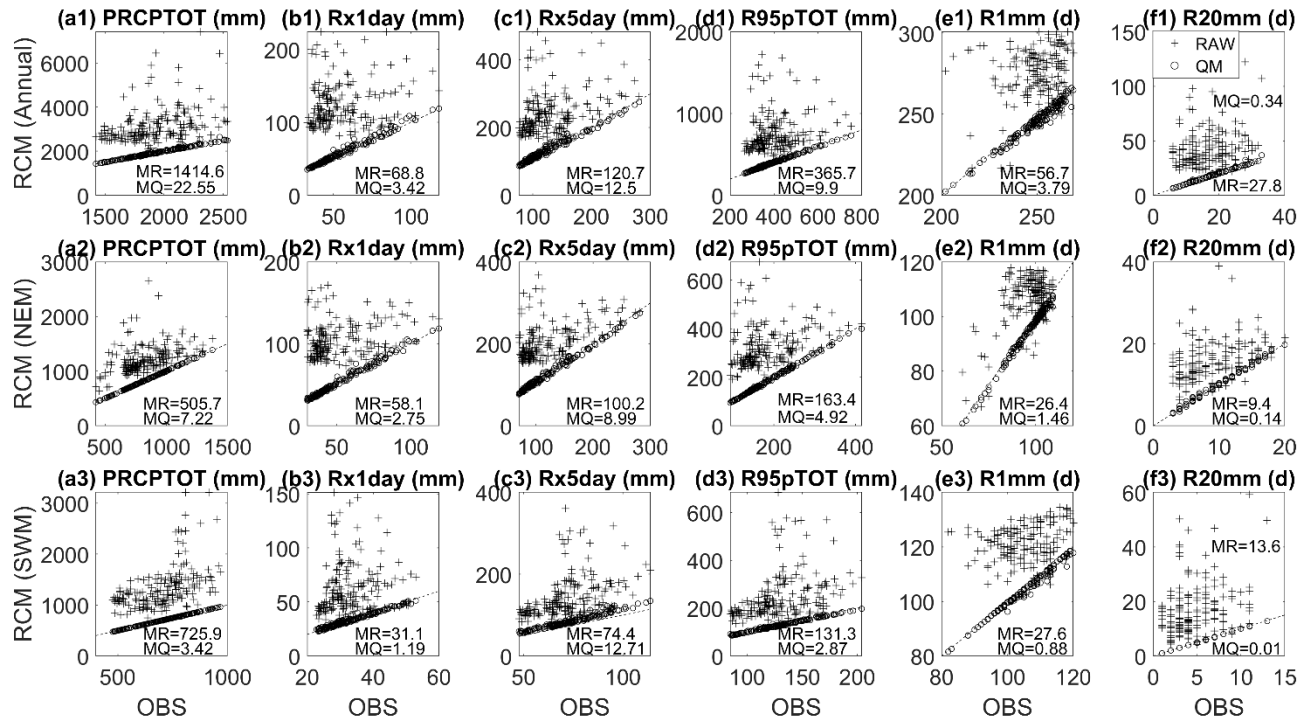 (a1) PRCPTOT (mm)
RCM (Annual)
6000
4000
2000
0
1500 2000 2500
MR=1414.6
MQ=22.55
(b1) Rx1day (mm)
200
100
0
50 100
MR=68.8
MQ=3.42
(c1) Rx5day (mm)
400
200
0
100 200 300
MR=120.7
MQ=12.5
(d1) R95pTOT (mm)
2000
1000
0
200 400 600 800
MR=365.7
MQ=9.9
(e1) R1mm (d)
300
250
200
200 250
MR=56.7
MQ=3.79
(f1) R20mm (d)
150
100
50
0
0 20 40
+ RAW
o QM
MQ=0.34
MR=27.8
(a2) PRCPTOT (mm)
RCM (NEM)
3000
2000
1000
0
500 1000 1500
MR=505.7
MQ=7.22
(b2) Rx1day (mm)
200
100
0
50 100
MR=58.1
MQ=2.75
(c2) Rx5day (mm)
400
200
0
100 200 300
MR=100.2
MQ=8.99
(d2) R95pTOT (mm)
600
400
200
0
200 400
MR=163.4
MQ=4.92
(e2) R1mm (d)
120
100
80
60
50 100
MR=26.4
MQ=1.46
(f2) R20mm (d)
40
20
0
0 10 20
MR=9.4
MQ=0.14
(a3) PRCPTOT (mm)
RCM (SWM)
3000
2000
1000
0
500 1000
MR=725.9
MQ=3.42
OBS
(b3) Rx1day (mm)
150
100
50
0
20 40 60
MR=31.1
MQ=1.19
OBS
(c3) Rx5day (mm)
400
200
0
50 100
MR=74.4
MQ=12.71
OBS
(d3) R95pTOT (mm)
600
400
200
0
100 150 200
MR=131.3
MQ=2.87
OBS
(e3) R1mm (d)
140
120
100
80
80 100 120
MR=27.6
MQ=0.88
OBS
(f3) R20mm (d)
60
40
20
0
0 5 10 15
MR=13.6
MQ=0.01
OBS